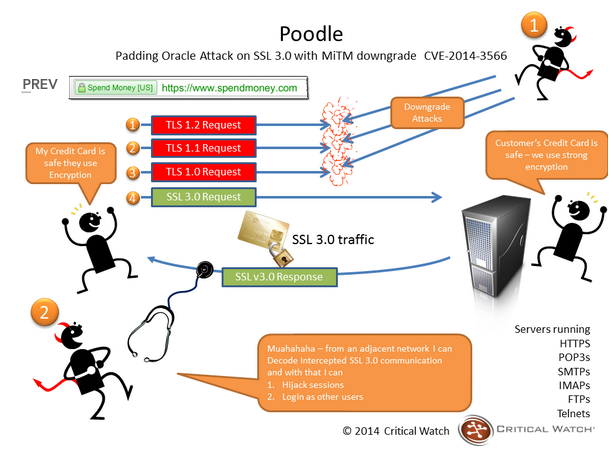 Poodle
Padding Oracle Attack on SSL 3.0 with MiTM downgrade CVE-2014-3566
1
PREV
Spend Money [US] https://www.spendmoney.com
Downgrade
Attacks
1 TLS 1.2 Request
2 TLS 1.1 Request
3 TLS 1.0 Request
4 SSL 3.0 Request
My Credit Card is
safe they use
Encryption
Customer's Credit Card is
safe – we use strong
encryption
SSL 3.0 traffic
SSL v3.0 Response
2
Muahahaha – from an adjacent network I can
Decode Intercepted SSL 3.0 communication
and with that I can
1. Hijack sessions
2. Login as other users
Servers running
HTTPS
POP3s
SMTPs
IMAPs
FTPs
Telnets
© 2014 Critical Watch
CRITICAL WATCH